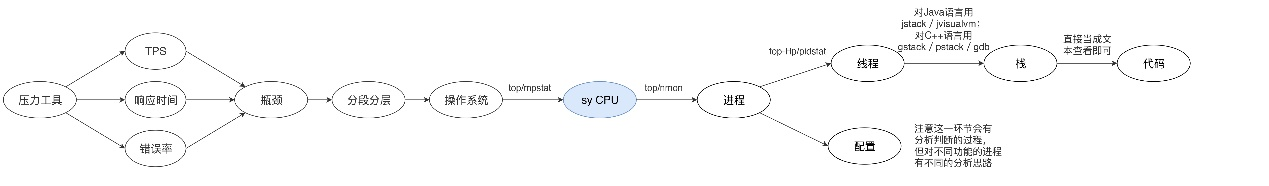 压力工具
TPS
响应时间
错误率
瓶颈
分段分层
操作系统
top/mpstat
sy CPU
top/nmon
进程
top Hp/pidstat
线程
对Java语言用
jstack / jvisualvm；
对C++语言用
gstack / pstack / gdb
栈
直接当成文
本查看即可
代码
配置
注意这一环节会有
分析判断的过程，
但对不同功能的进程
有不同的分析思路